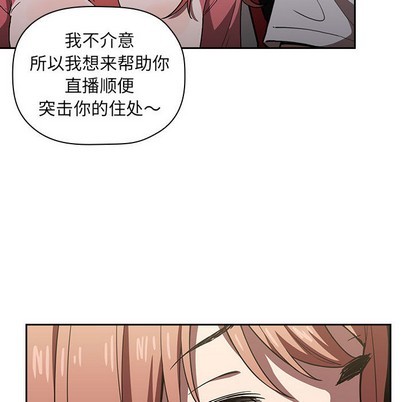 我不介意
所以我想来帮助你
直播顺便
突击你的住处～